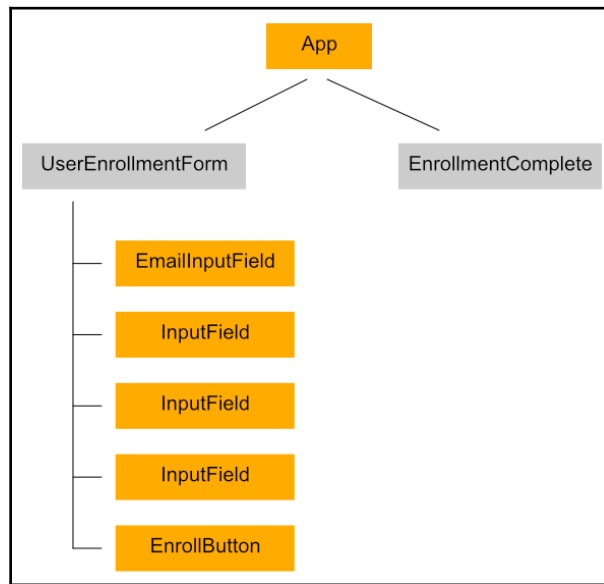 App
UserEnrollmentForm
EnrollmentComplete
EmailInputField
InputField
InputField
InputField
EnrollButton